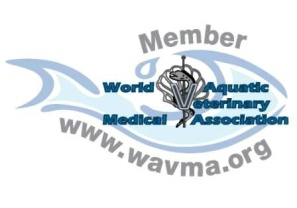 Member
World Aquatic
Veterinary
Medical Association
www.wavma.org